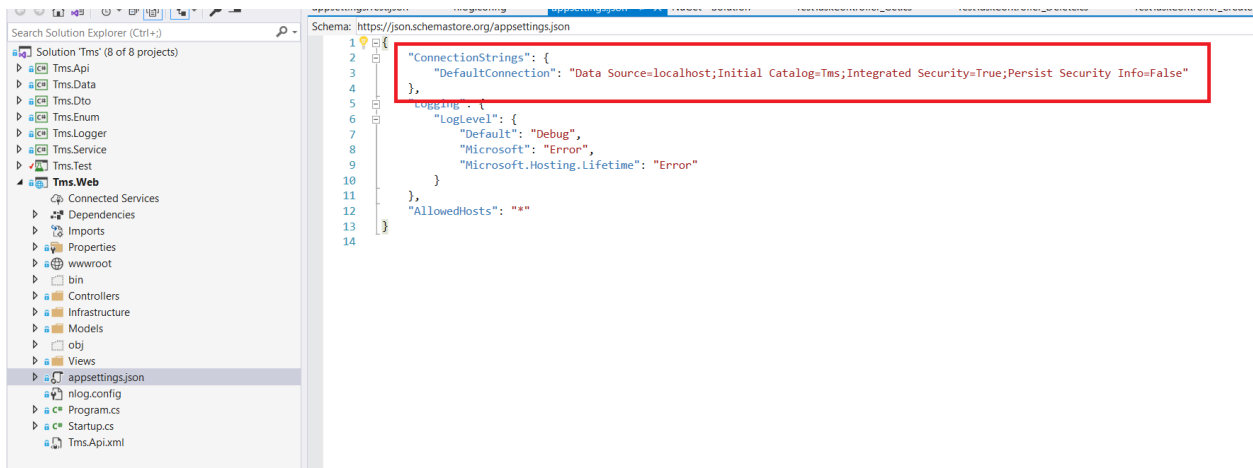 Search Solution Explorer (Ctrl+;)
Solution 'Tms' (8 of 8 projects)
Tms.Api
Tms.Data
Tms.Dto
Tms.Enum
Tms.Logger
Tms.Service
Tms.Test
Tms.Web
Connected Services
Dependencies
Imports
Properties
wwwroot
bin
Controllers
Infrastructure
Models
obj
Views
appsettings.json
nlog.config
Program.cs
Startup.cs
Tms.Api.xml
Schema: https://json.schemastore.org/appsettings.json
1 {
2 "ConnectionStrings": {
3 "DefaultConnection": "Data Source=localhost;Initial Catalog=Tms;Integrated Security=True;Persist Security Info=False"
4 },
5 "Logging": {
6 "LogLevel": {
7 "Default": "Debug",
8 "Microsoft": "Error",
9 "Microsoft.Hosting.Lifetime": "Error"
10 }
11 },
12 "AllowedHosts": "*"
13 }
14